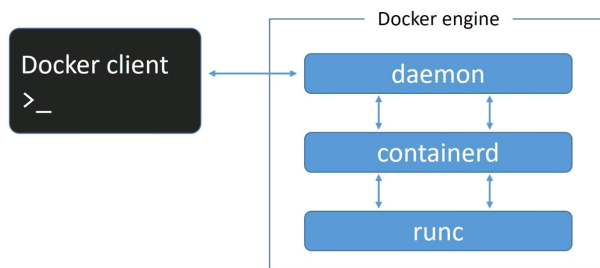 Docker engine
Docker client
>_
daemon
containerd
runc